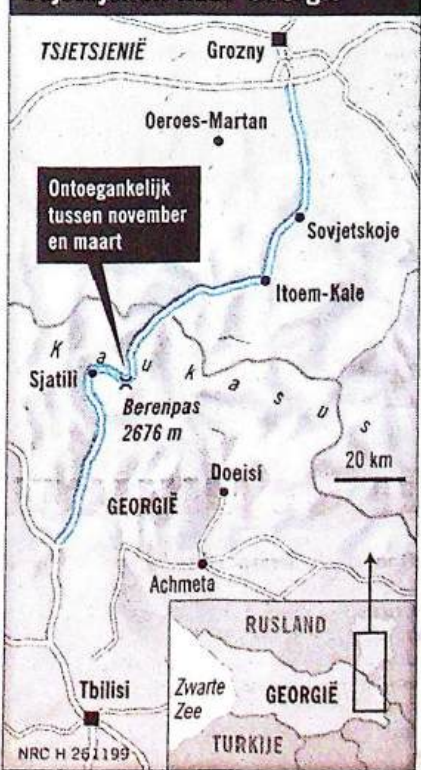 TSJETSJENIË
Grozny
Oeroes-Martan
Ontoegankelijk
tussen november
en maart
Sovjetskoje
Itoem-Kale
Kaukasus
Sjatili
Berenpas
2676 m
20 km
Doeisi
GEORGIË
Achmeta
RUSLAND
Tbilisi
Zwarte
Zee
GEORGIË
TURKIJE
NRC H 261199